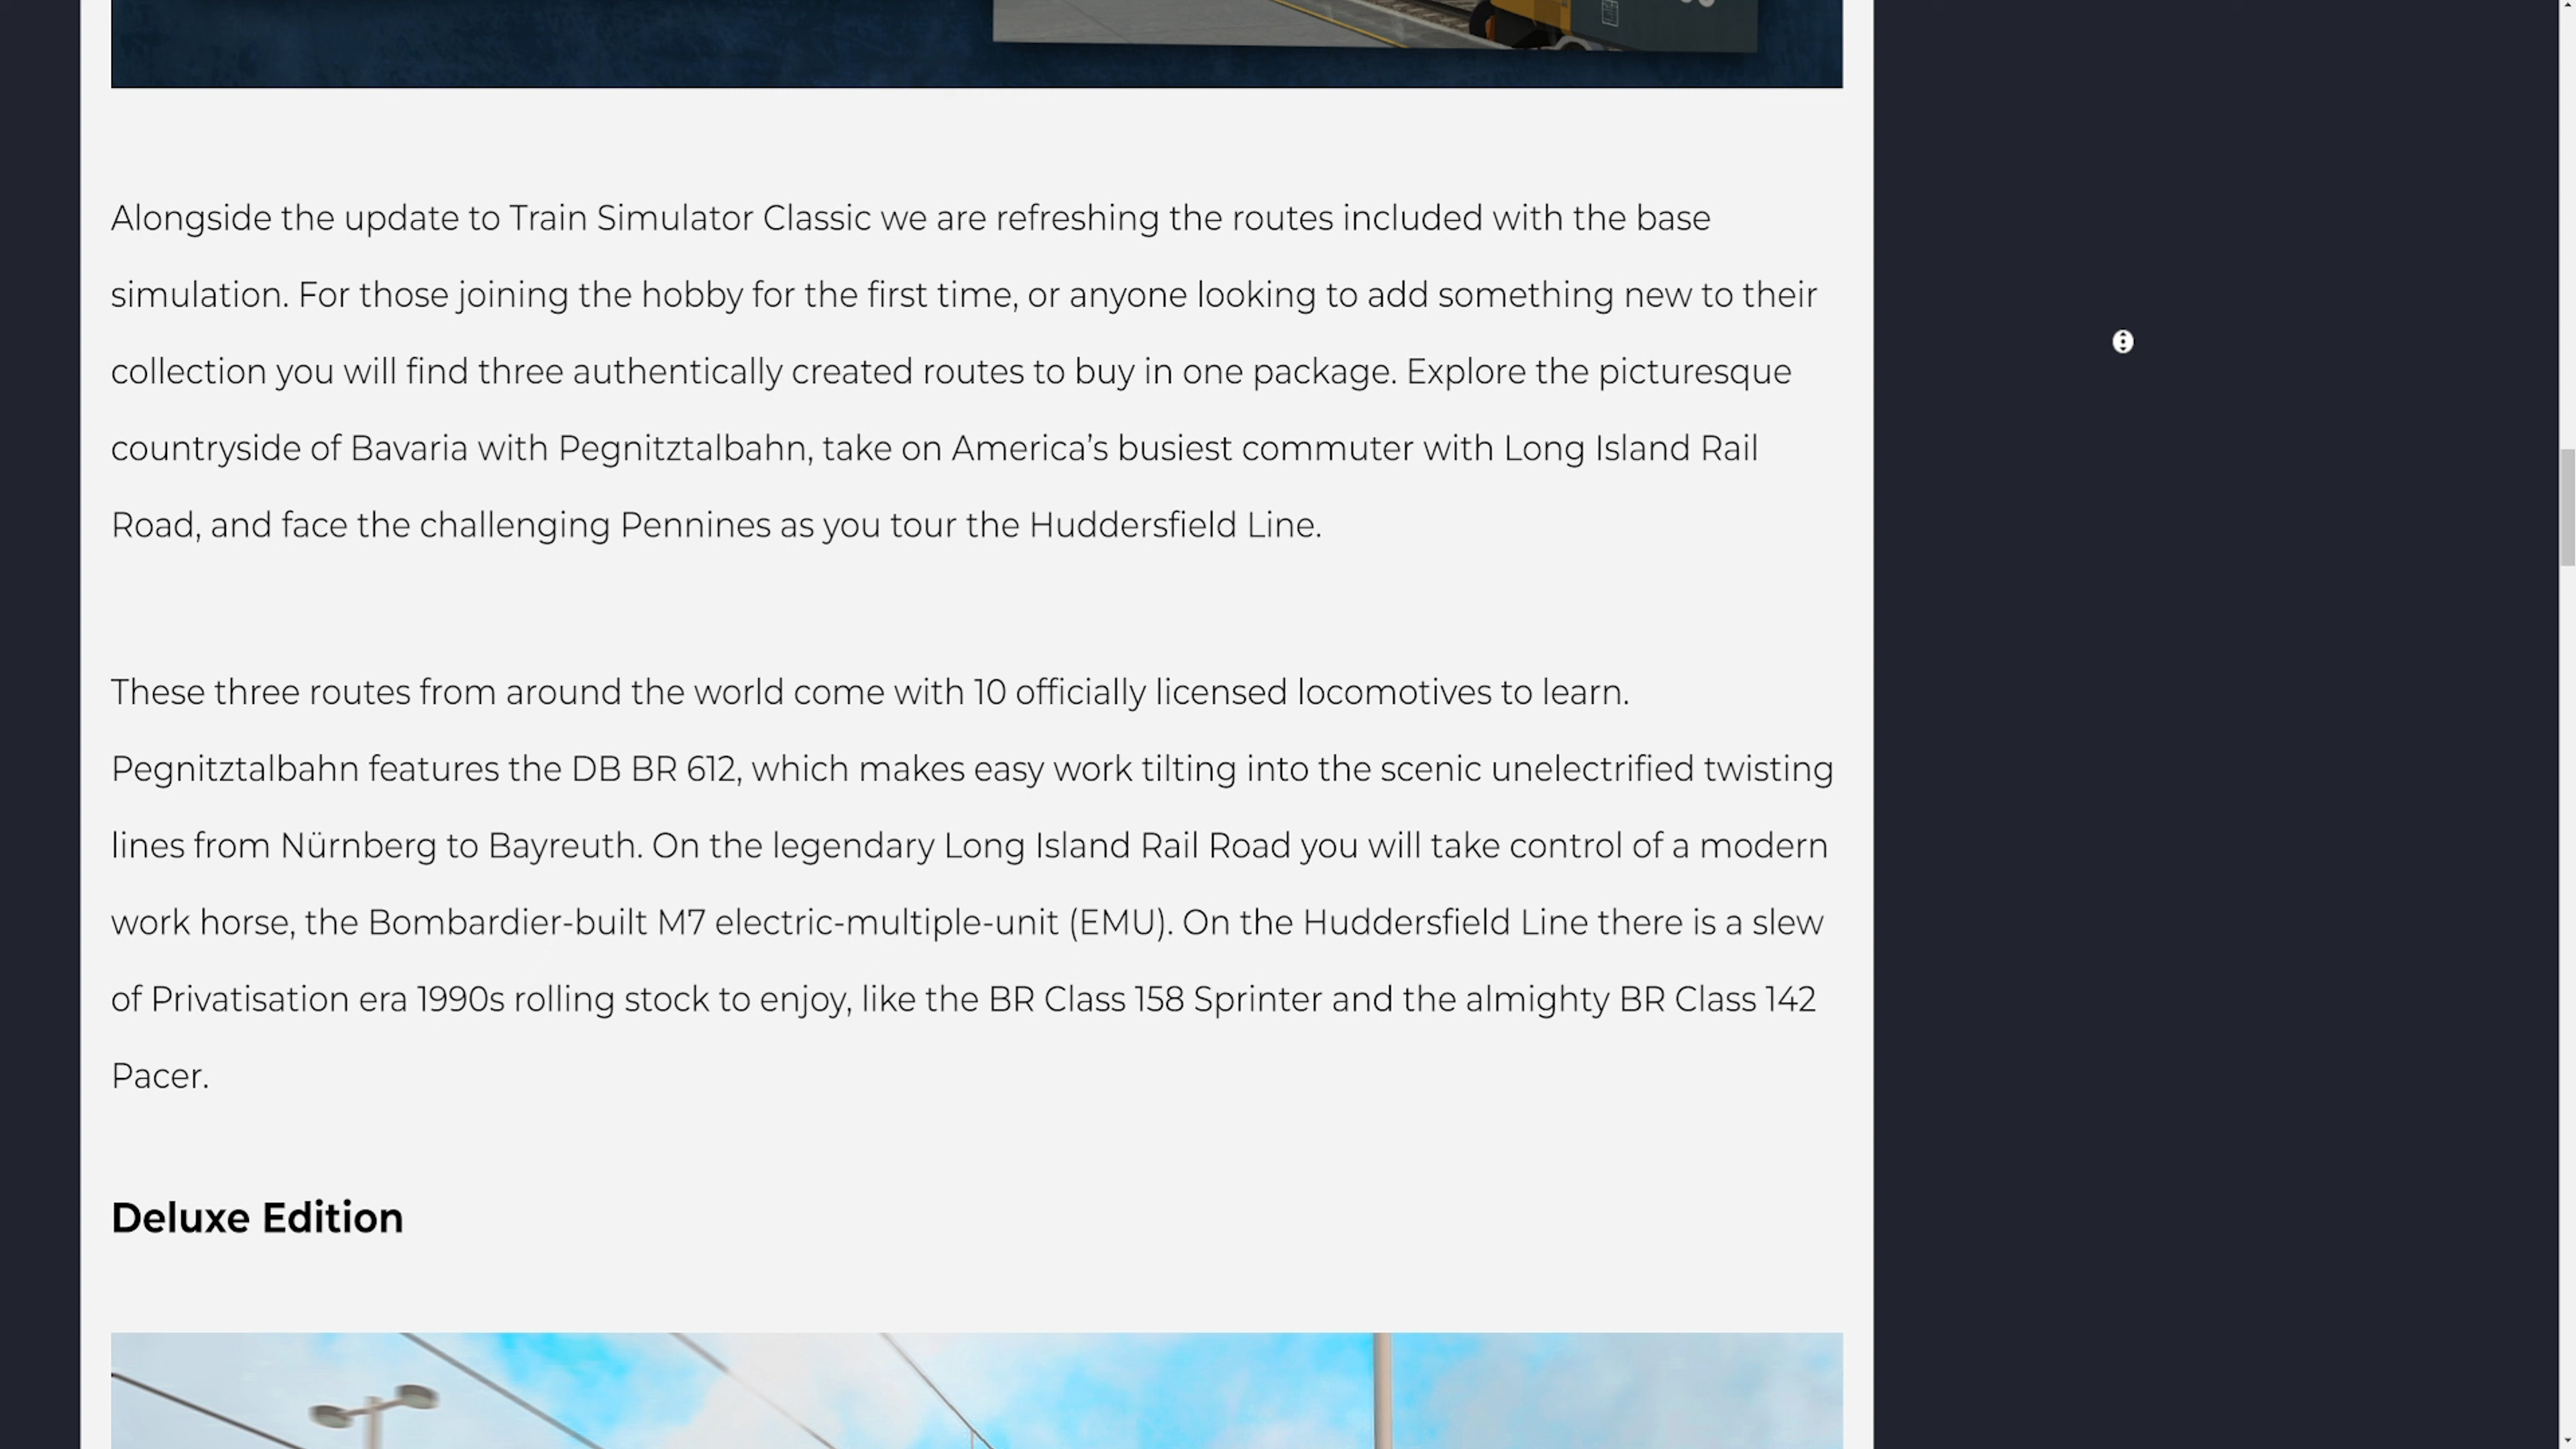 Alongside the update to Train Simulator Classic we are refreshing the routes included with the base
simulation. For those joining the hobby for the first time, or anyone looking to add something new to their
collection you will find three authentically created routes to buy in one package. Explore the picturesque
countryside of Bavaria with Pegnitztalbahn, take on America’s busiest commuter with Long Island Rail
Road, and face the challenging Pennines as you tour the Huddersfield Line.
These three routes from around the world come with 10 officially licensed locomotives to learn.
Pegnitztalbahn features the DB BR 612, which makes easy work tilting into the scenic unelectrified twisting
lines from Nürnberg to Bayreuth. On the legendary Long Island Rail Road you will take control of a modern
work horse, the Bombardier-built M7 electric-multiple-unit (EMU). On the Huddersfield Line there is a slew
of Privatisation era 1990s rolling stock to enjoy, like the BR Class 158 Sprinter and the almighty BR Class 142
Pacer.
Deluxe Edition